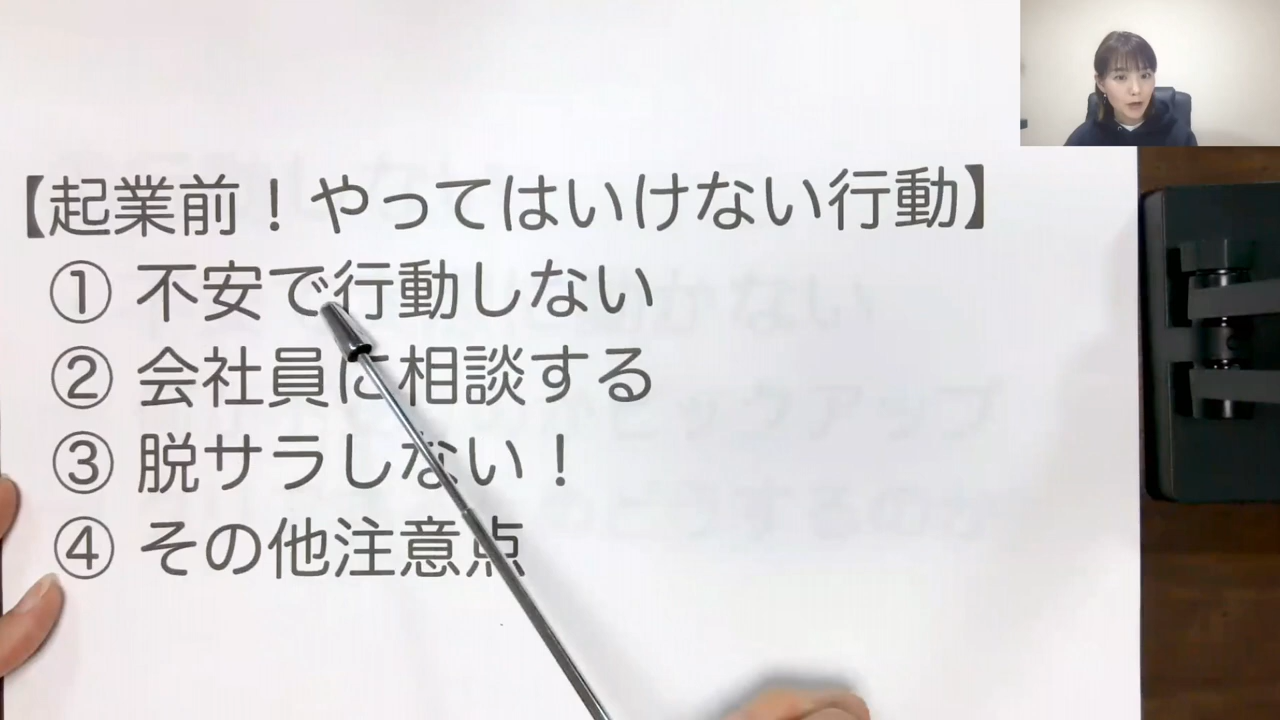 【起業前！やってはいけない行動】
① 不安で行動しない
② 会社員に相談する
③ 脱サラしない！
④ その他注意点